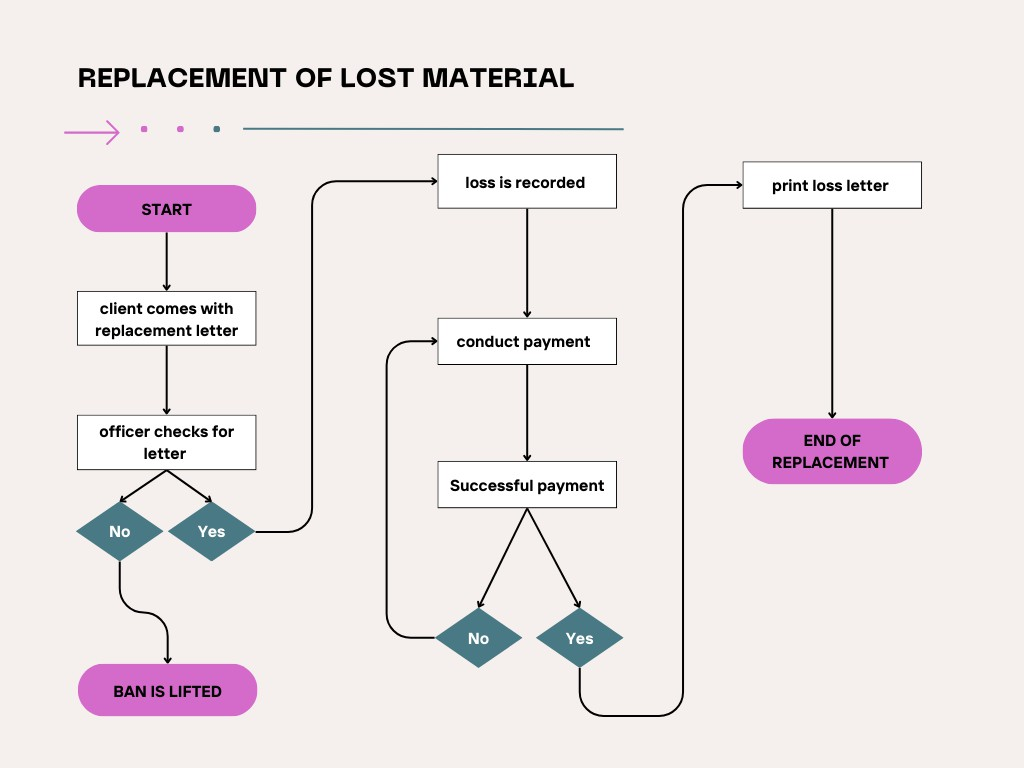 REPLACEMENT OF LOST MATERIAL
START
client comes with
replacement letter
officer checks for
letter
No
Yes
BAN IS LIFTED
loss is recorded
conduct payment
Successful payment
No
Yes
print loss letter
END OF
REPLACEMENT